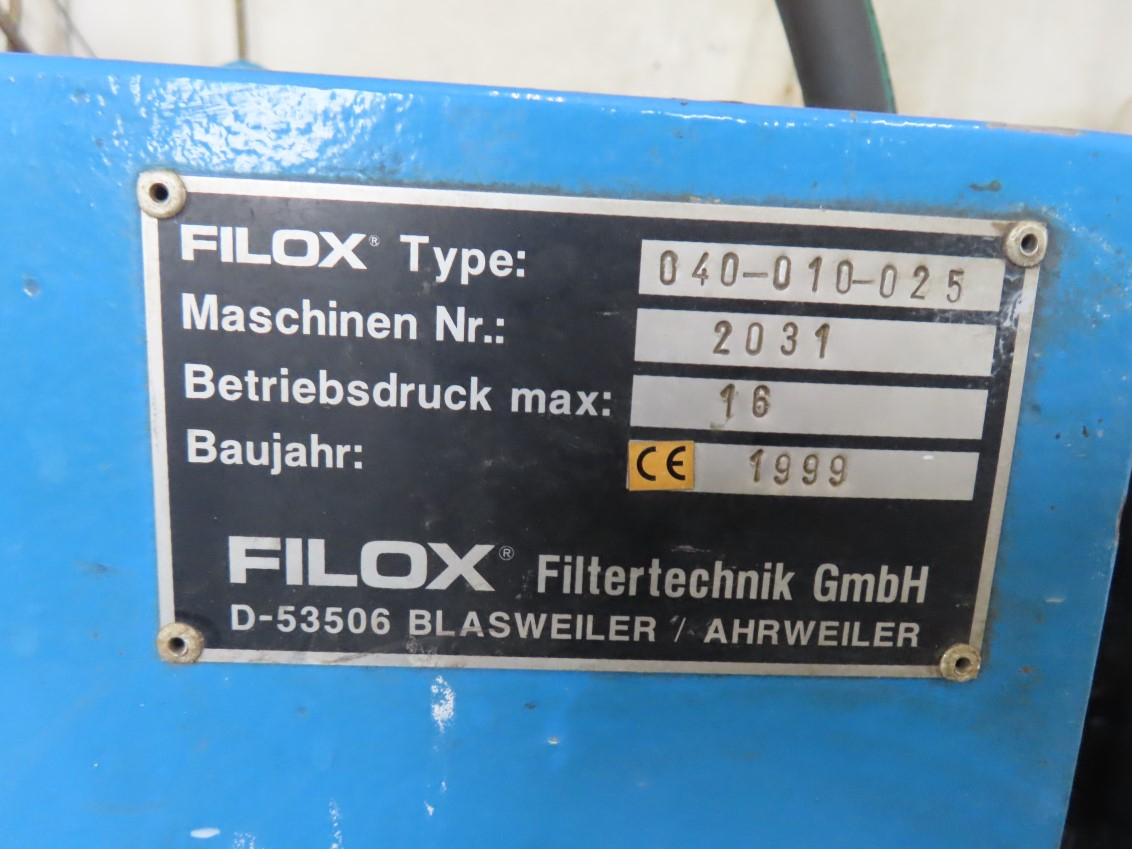 FILOX® Type: 040-010-025
Maschinen Nr.: 2031
Betriebsdruck max: 16
Baujahr: CE 1999
FILOX® Filtertechnik GmbH
D-53506 BLASWEILER / AHRWEILER